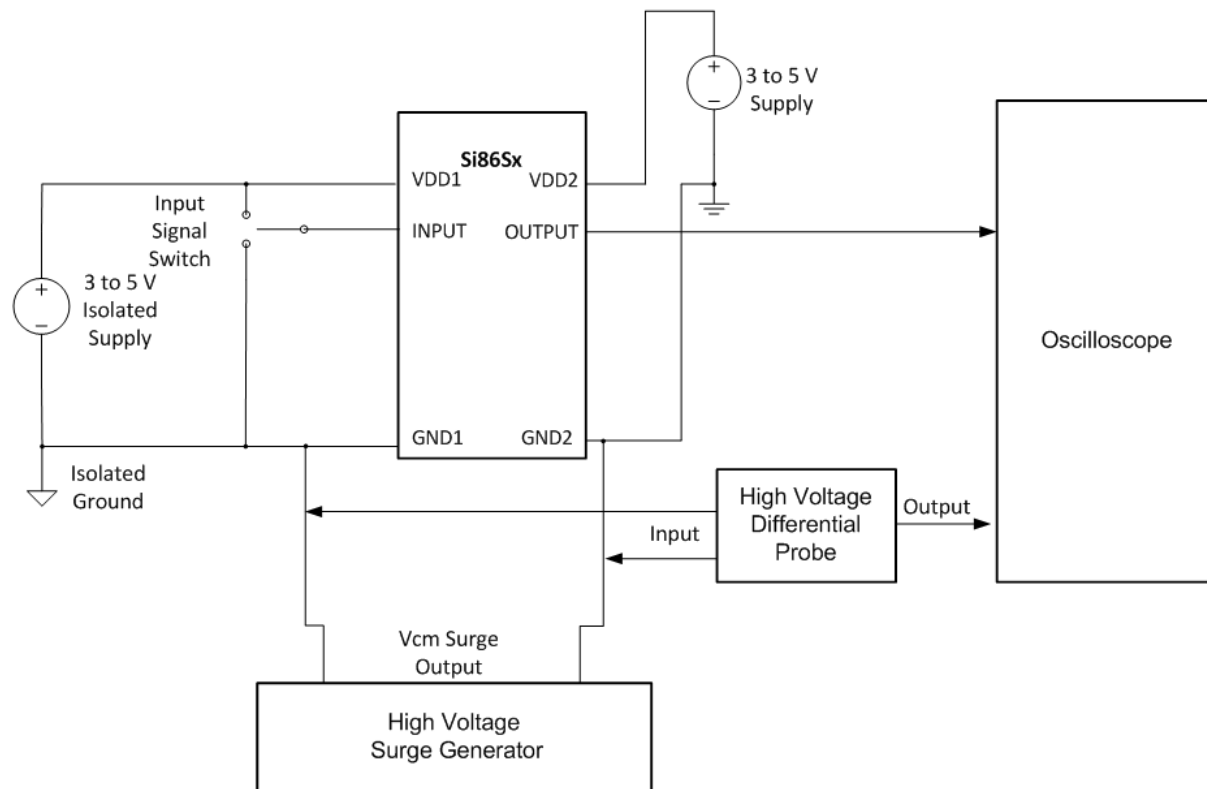 3 to 5 V
Supply
Si86Sx
VDD1
VDD2
Input
Signal
Switch
INPUT
OUTPUT
3 to 5 V
Isolated
Supply
Oscilloscope
GND1
GND2
Isolated
Ground
High Voltage
Differential
Probe
Output
Input
Vcm Surge
Output
High Voltage
Surge Generator